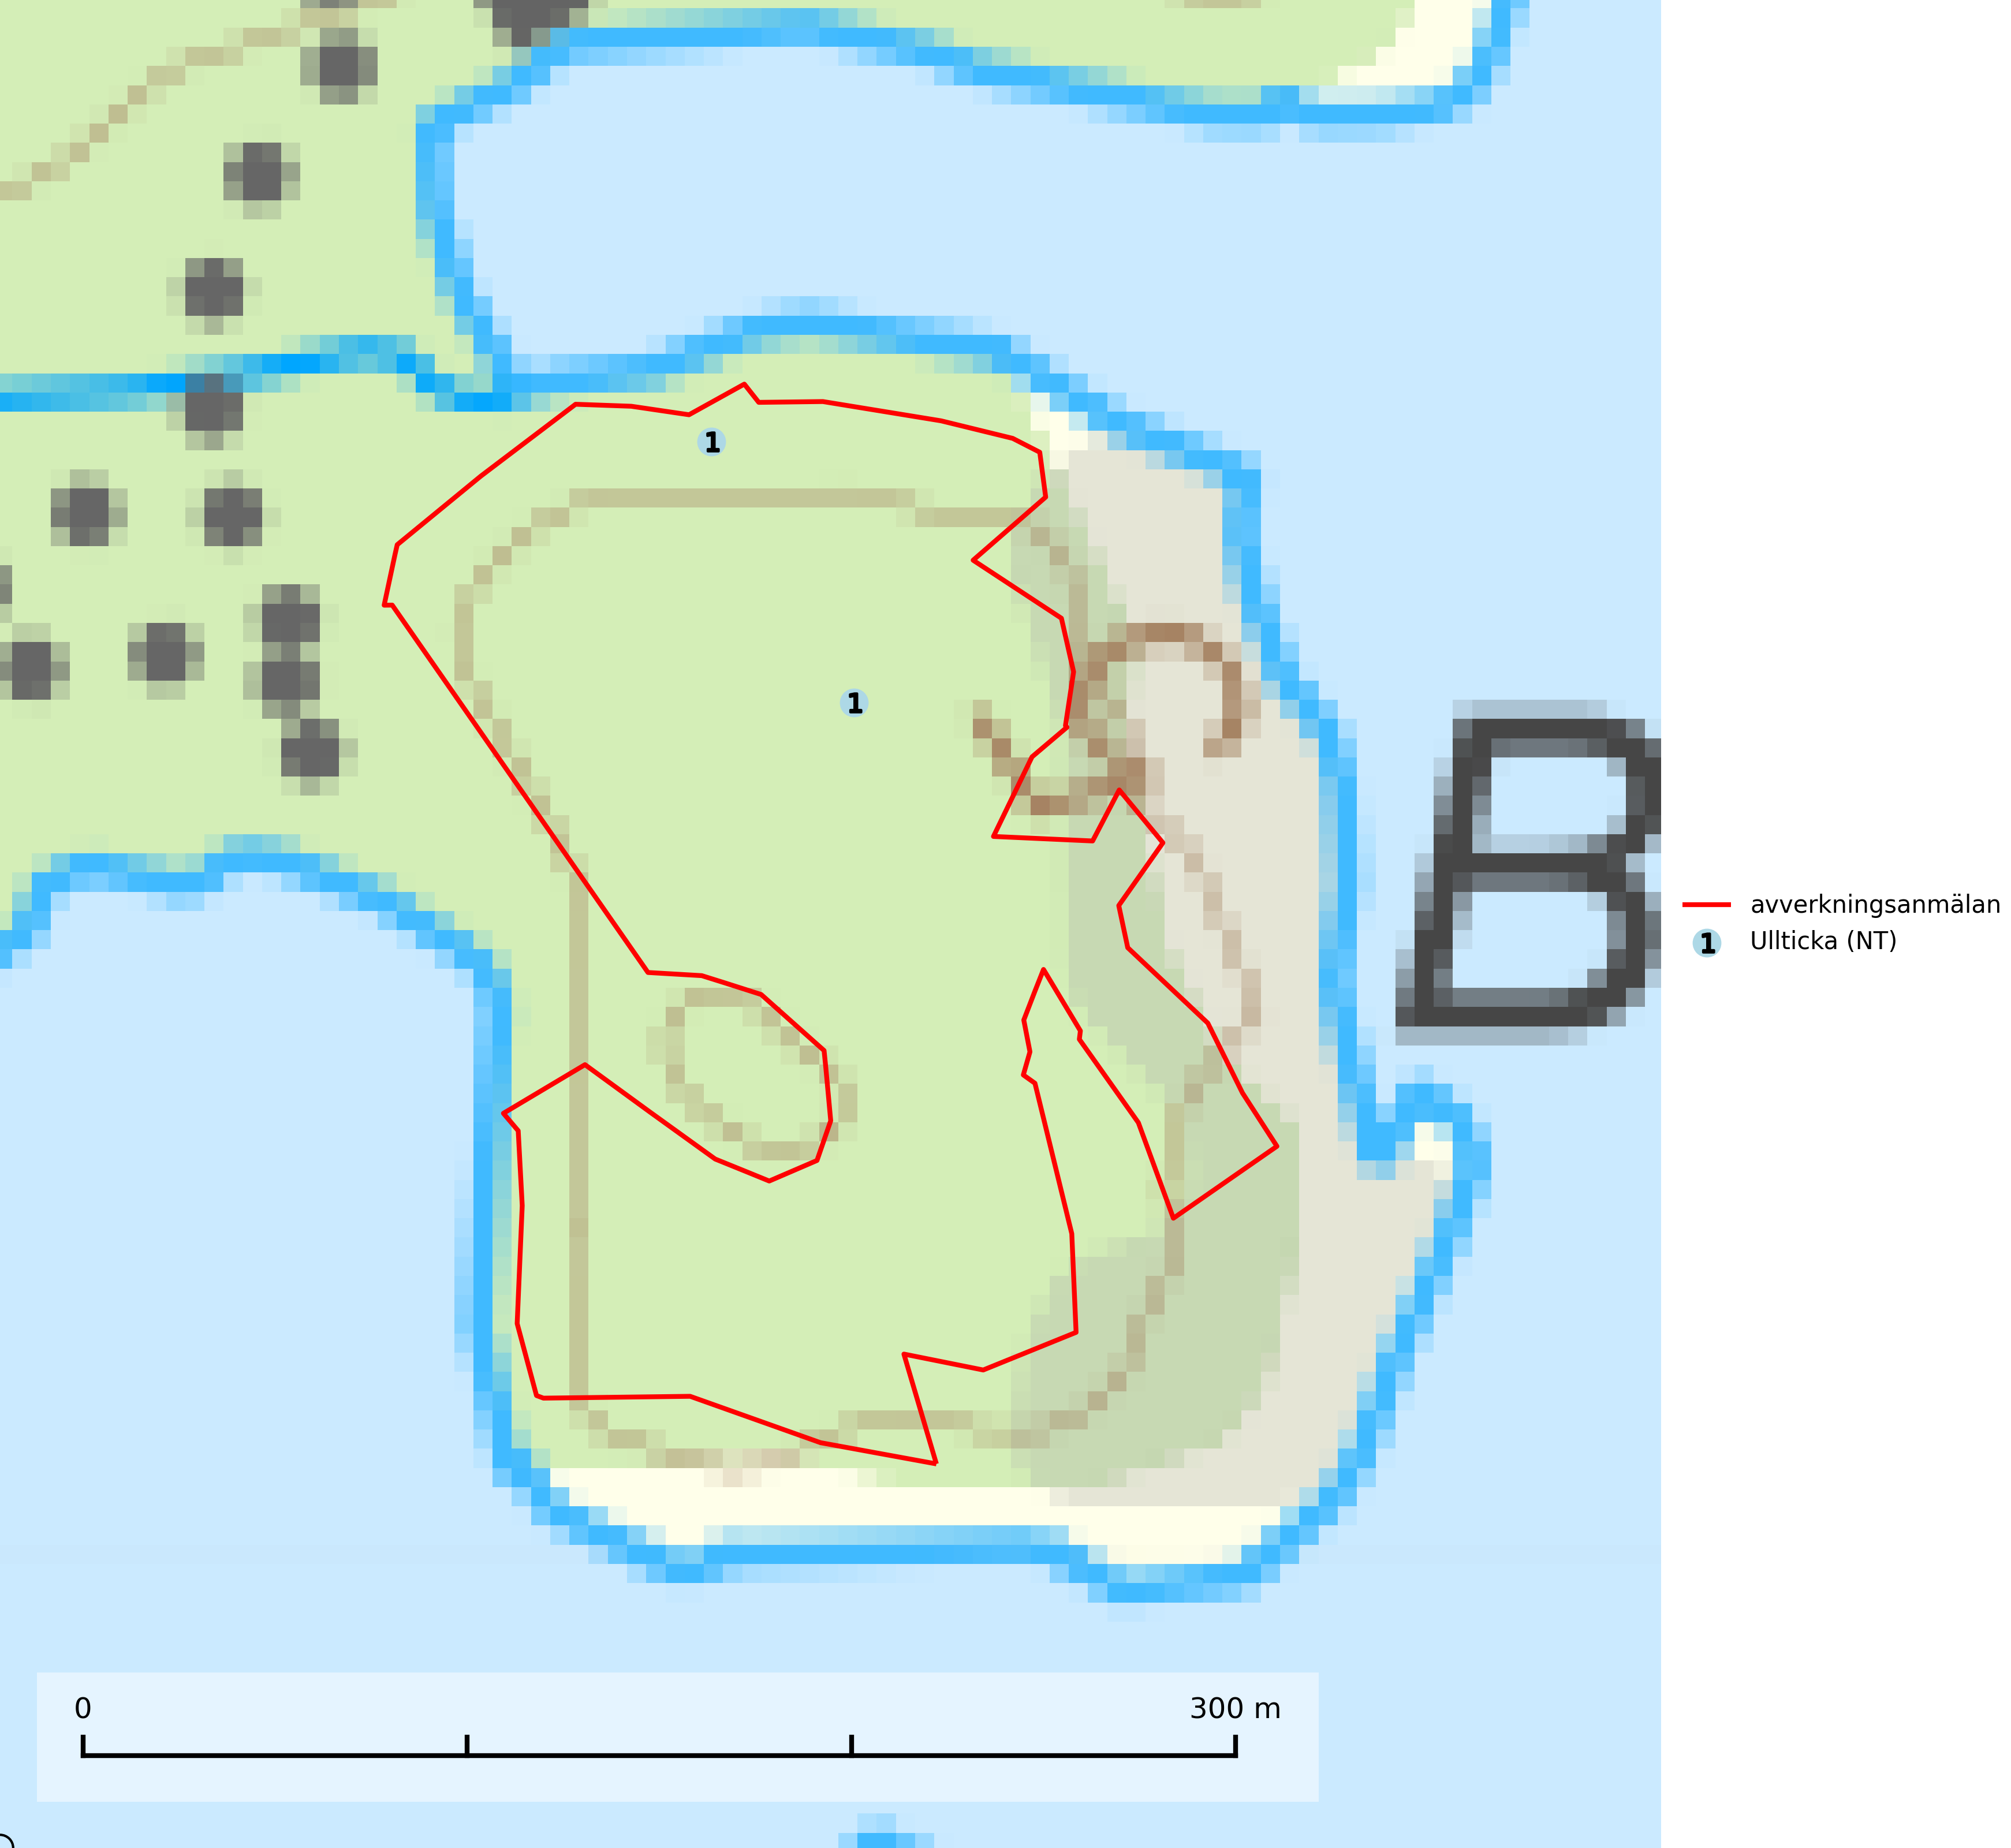 1
1
B
avverkningsanmälan
1 Ullticka (NT)
0 300 m